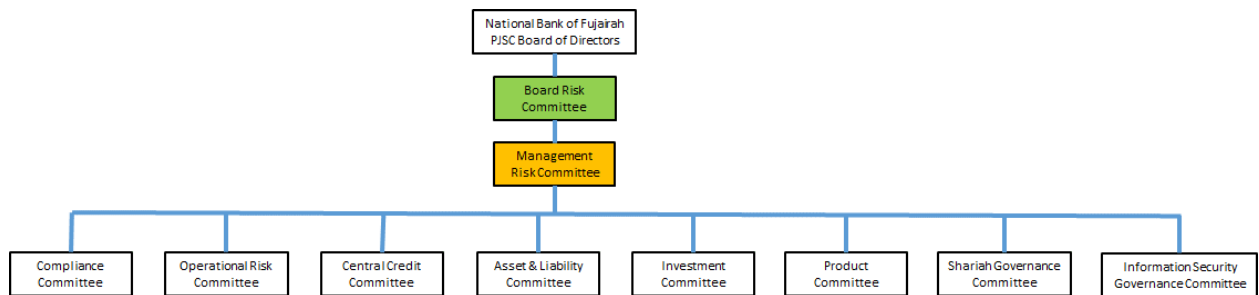 National Bank of Fujairah
PJSC Board of Directors
Board Risk
Committee
Management
Risk Committee
Compliance
Committee
Operational Risk
Committee
Central Credit
Committee
Asset & Liability
Committee
Investment
Committee
Product
Committee
Shariah Governance
Committee
Information Security
Governance Committee